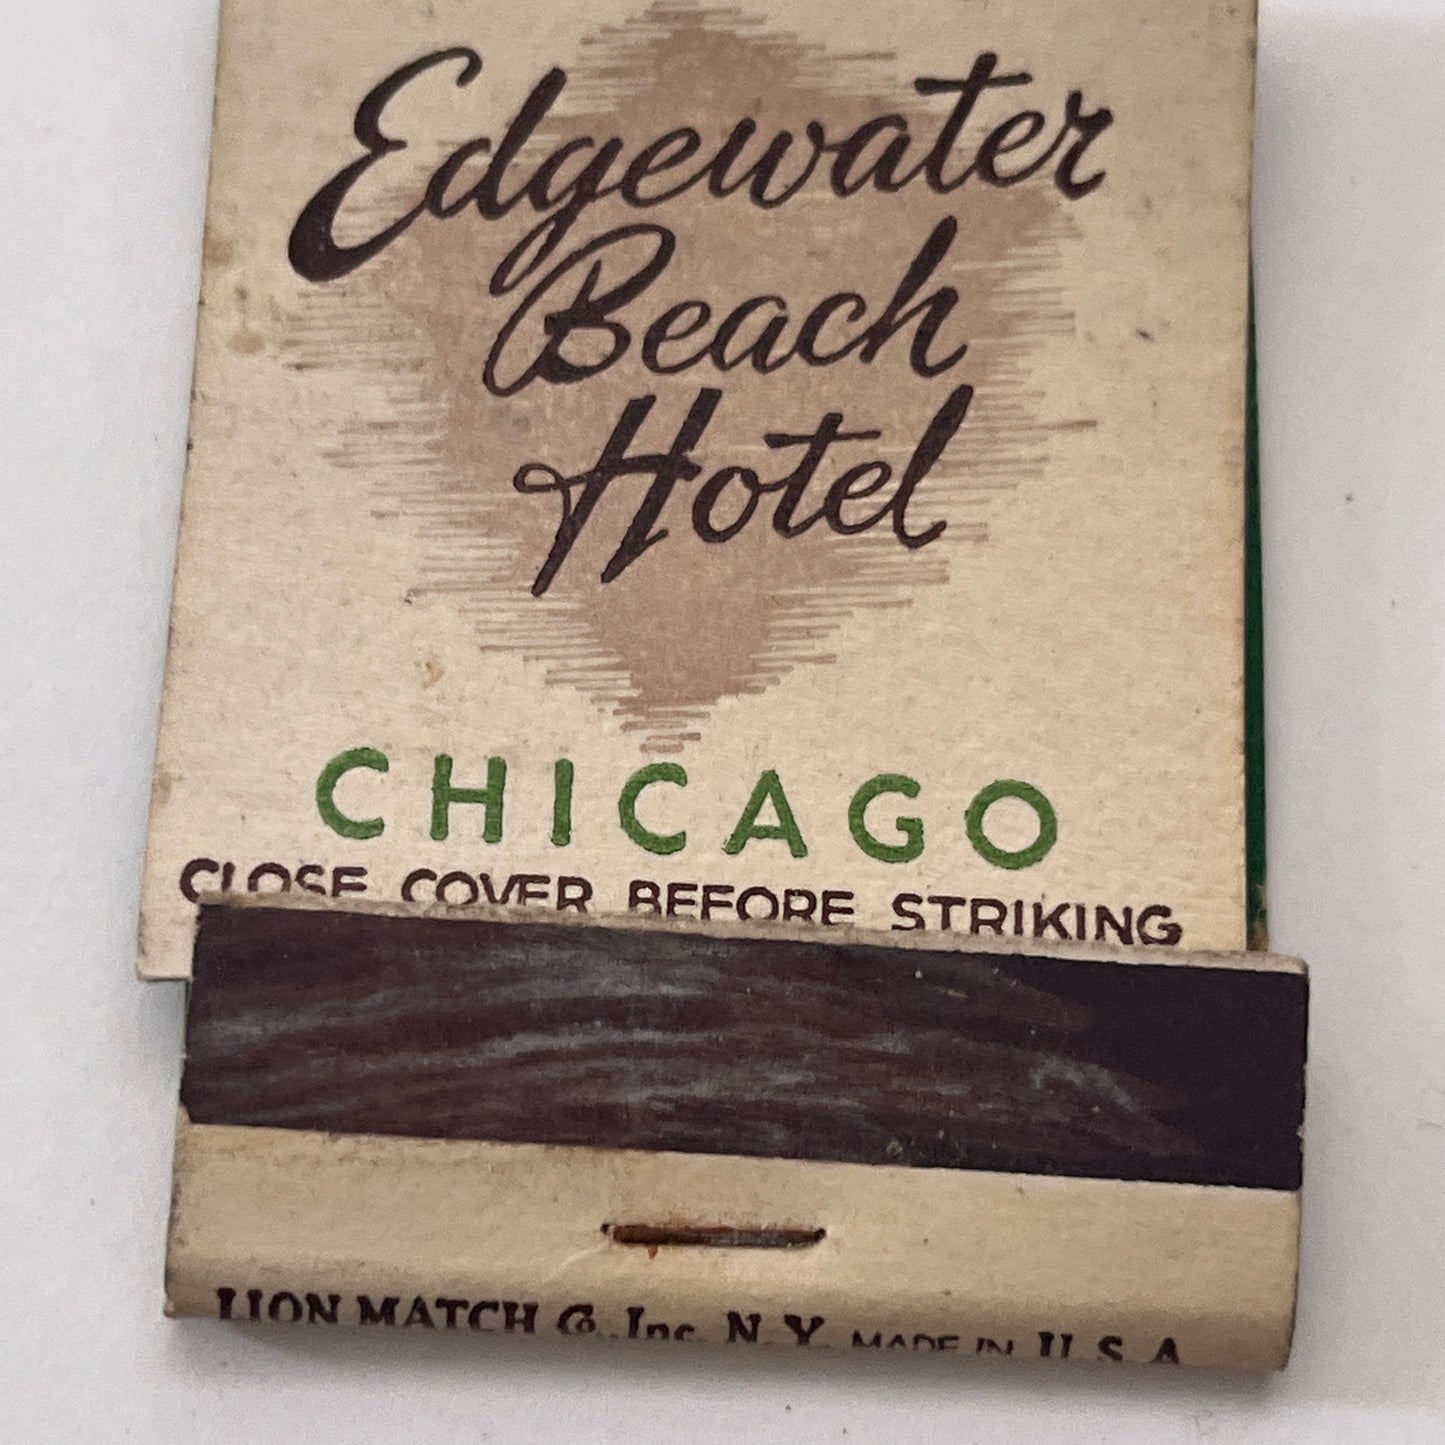 Edgewater
Beach
Hotel
CHICAGO
CLOSE COVER BEFORE STRIKING
LION MATCH Co., Inc. N.Y. MADE IN U.S.A.